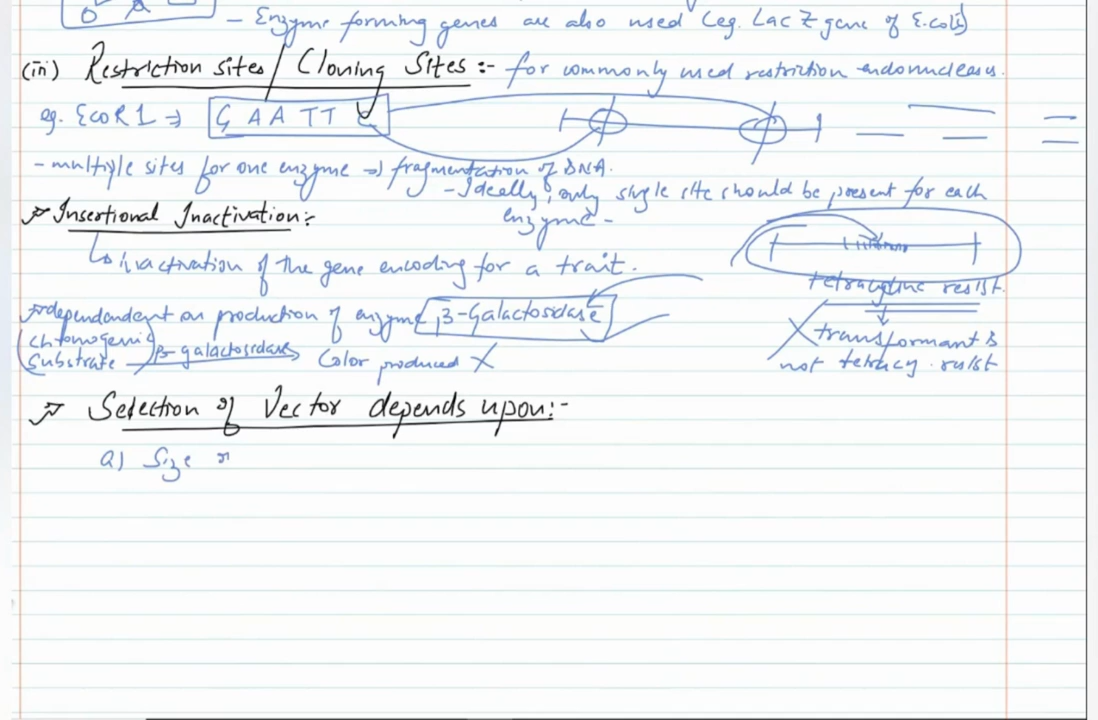 - Enzyme forming genes are also used (eg. Lac Z gene of E.coli)
(iii) Restriction sites / Cloning Sites :- for commonly used restriction endonucleases.
eg. EcoR1 ⇒ G AATT C
- multiple sites for one enzyme → fragmentation of DNA.
- Ideally, only single site should be present for each enzyme -
Insertional Inactivation :-
↳ inactivation of the gene encoding for a trait.
tetracycline resist.
↓
X transformant is
not tetracy. resist
dependandent on production of enzyme β-Galactosidase
(chromogenic
Substrate) β-galactosidase → Color produced X
Selection of Vector depends upon :-
a) Size